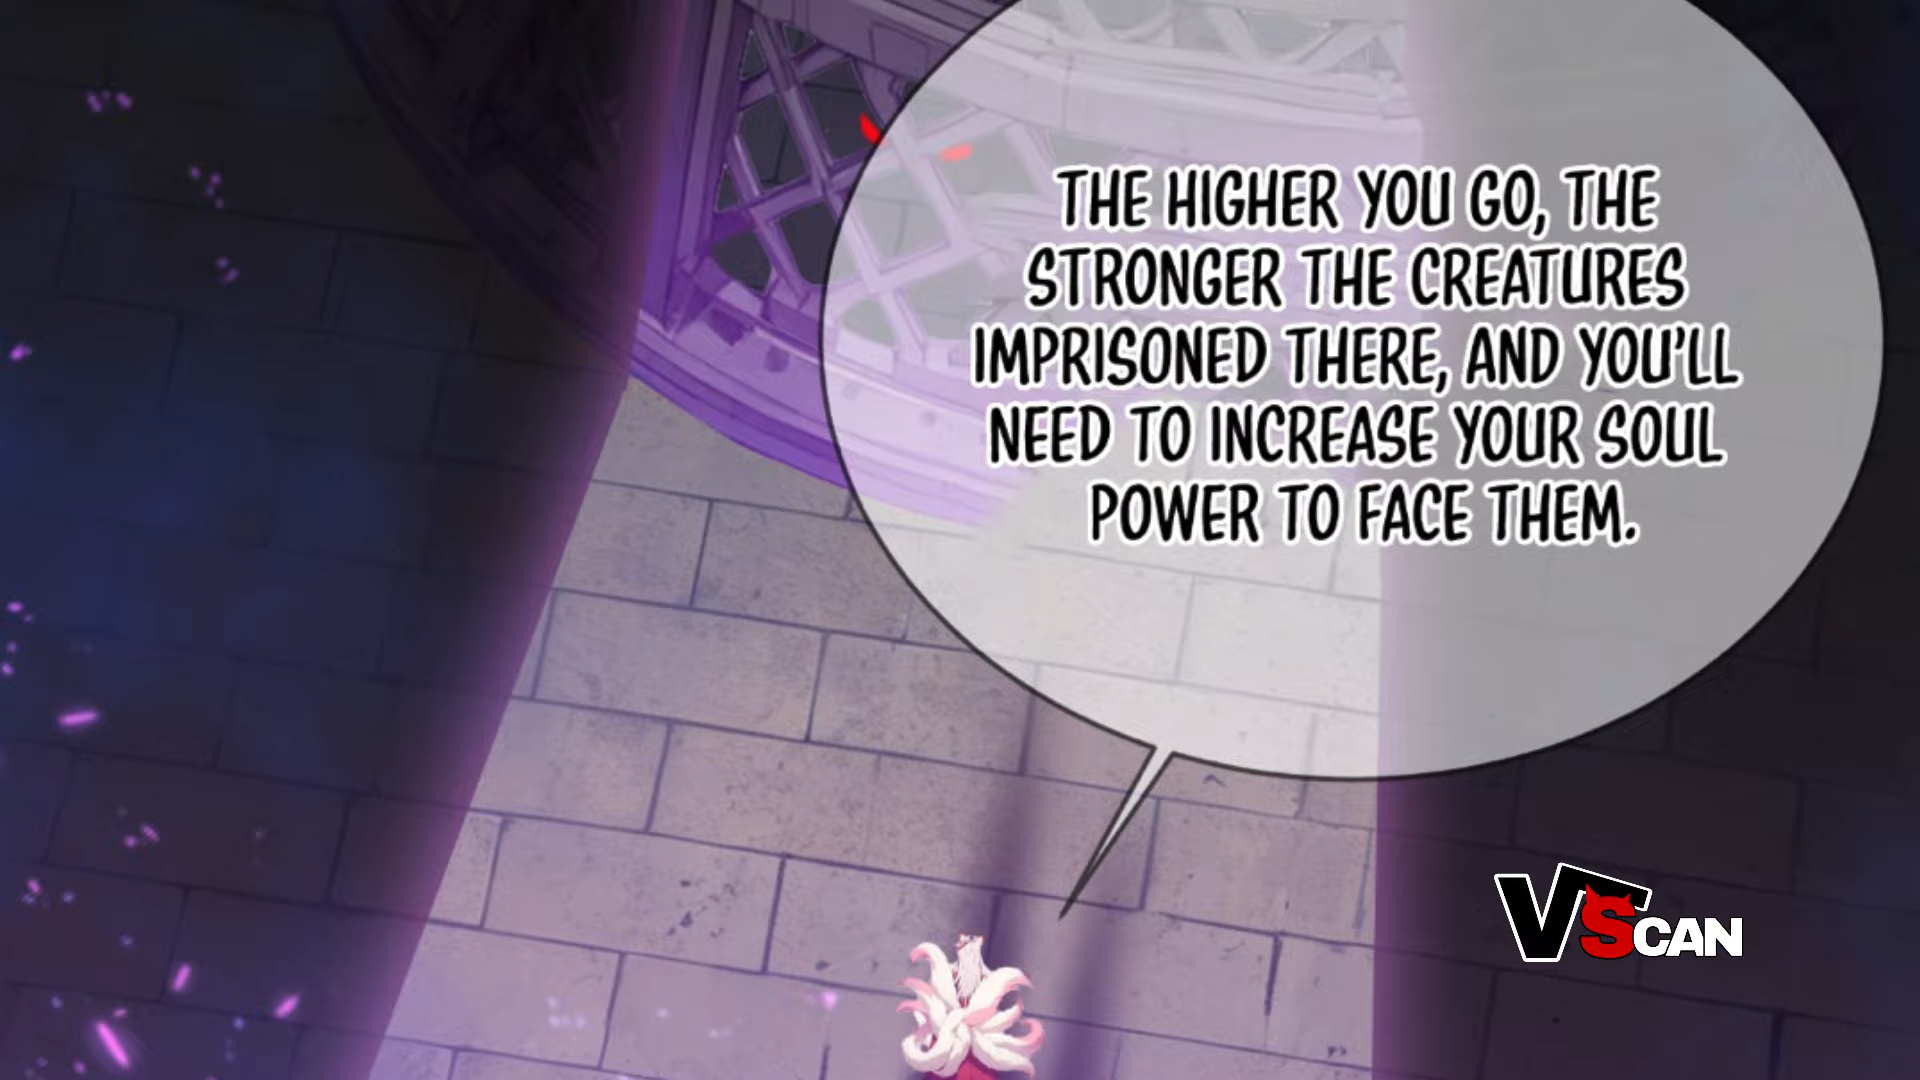 THE HIGHER YOU GO, THE
STRONGER THE CREATURES
IMPRISONED THERE, AND YOU'LL
NEED TO INCREASE YOUR SOUL
POWER TO FACE THEM.
VSCAN